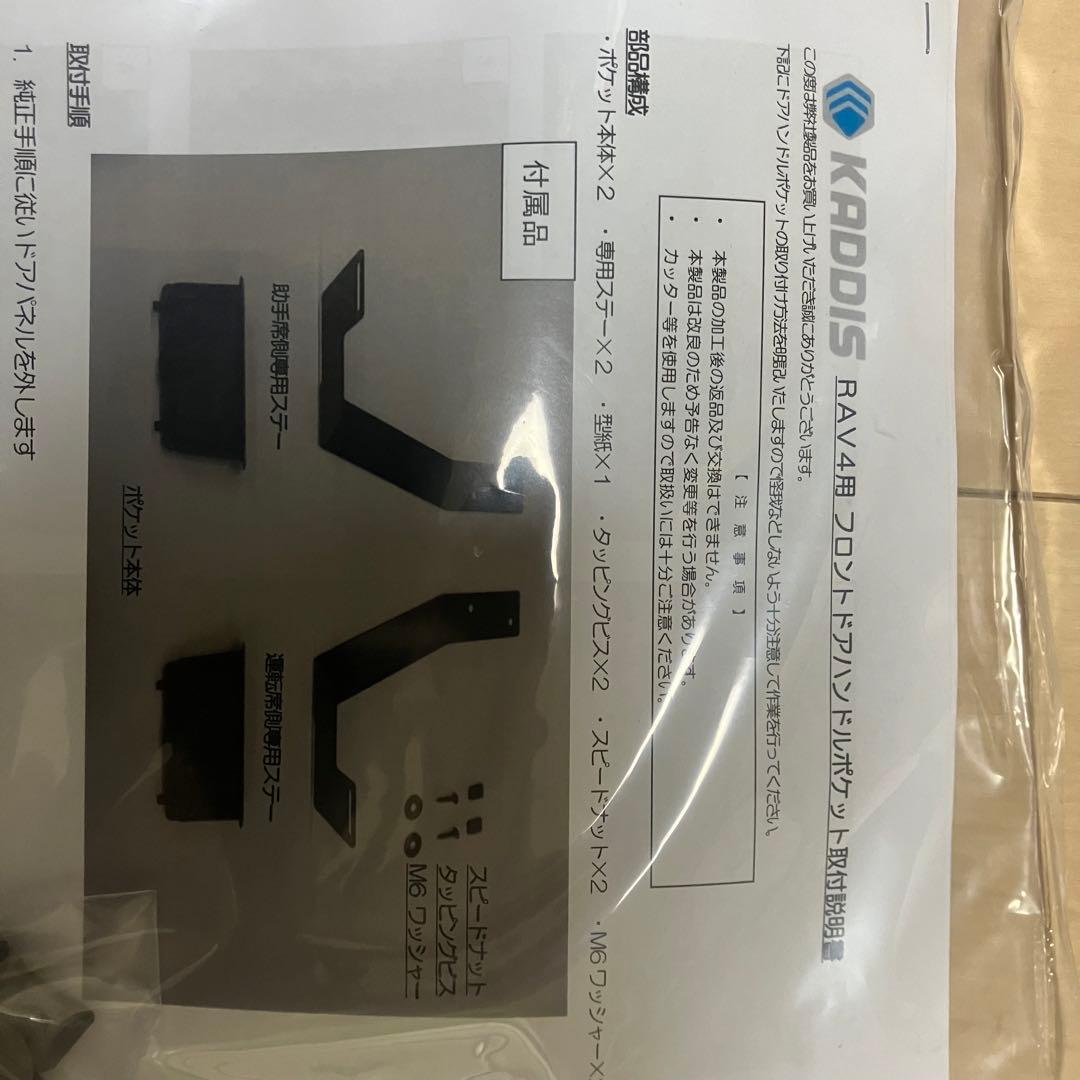 KADDIS RAV4用 フロントドアハンドルポケット取付説明書
この度は弊社製品をお買い上げいただき誠にありがとうございます。
下記にドアハンドルポケットの取り付け方法を明記いたしますので怪我などしないよう十分注意して作業を行ってください。
【 注 意 事 項 】
・ 本製品の加工後の返品及び交換はできません。
・ 本製品は改良のため予告なく変更等を行う場合があります。
・ カッター等を使用しますので取扱いには十分ご注意ください。
部品構成
・ポケット本体×2 ・専用ステー×2 ・型紙×1 ・タッピングビス×2 ・スピードナット×2 ・M6ワッシャー×
付属品
スピードナット
タッピングビス
M6ワッシャー
助手席側専用ステー
運転席側専用ステー
ポケット本体
取付手順
1. 純正手順に従いドアパネルを外します